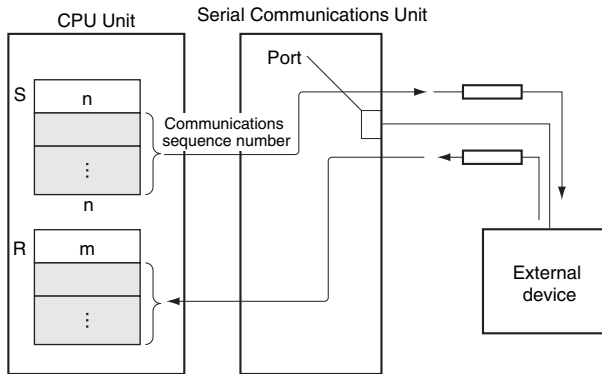 CPU Unit
Serial Communications Unit
Port
S
n
Communications
sequence number
⋮
n
R
m
⋮
External
device